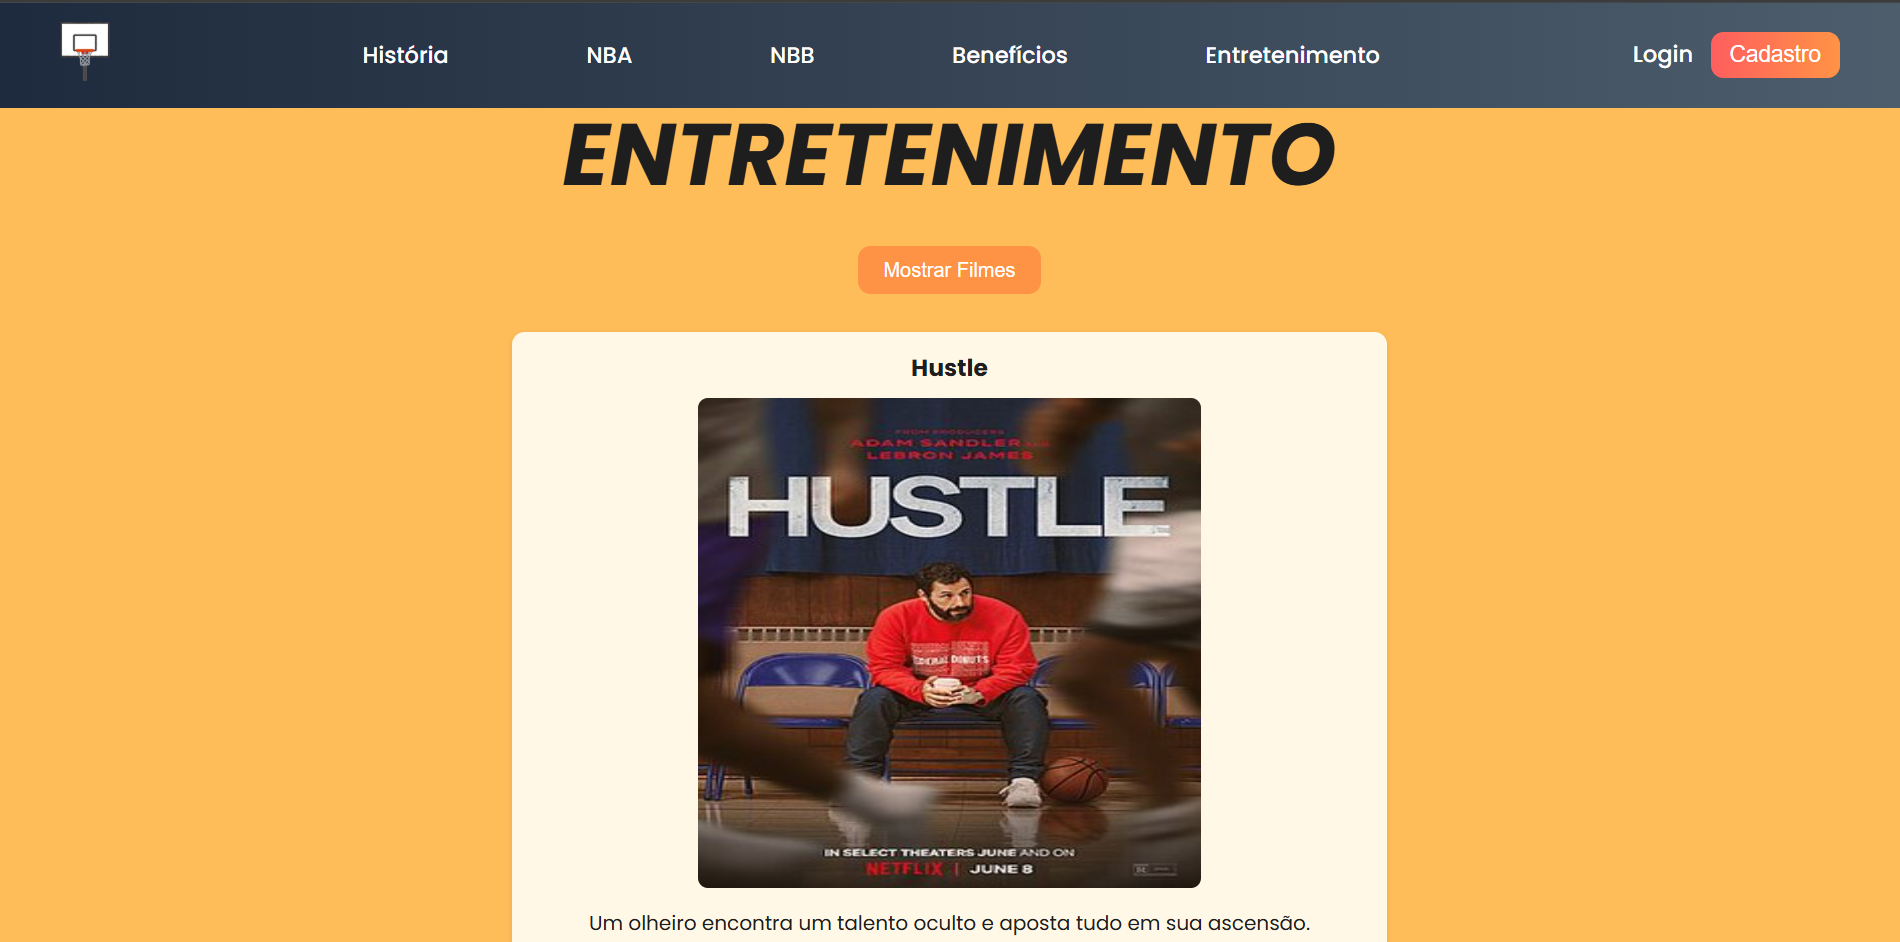 História NBA NBB Benefícios Entretenimento Login Cadastro
ENTRETENIMENTO
Mostrar Filmes
Hustle
FROM PRODUCERS
ADAM SANDLER AND
LEBRON JAMES
HUSTLE
FEDERAL DONUTS
IN SELECT THEATERS JUNE AND ON
NETFLIX | JUNE 8
R
Um olheiro encontra um talento oculto e aposta tudo em sua ascensão.